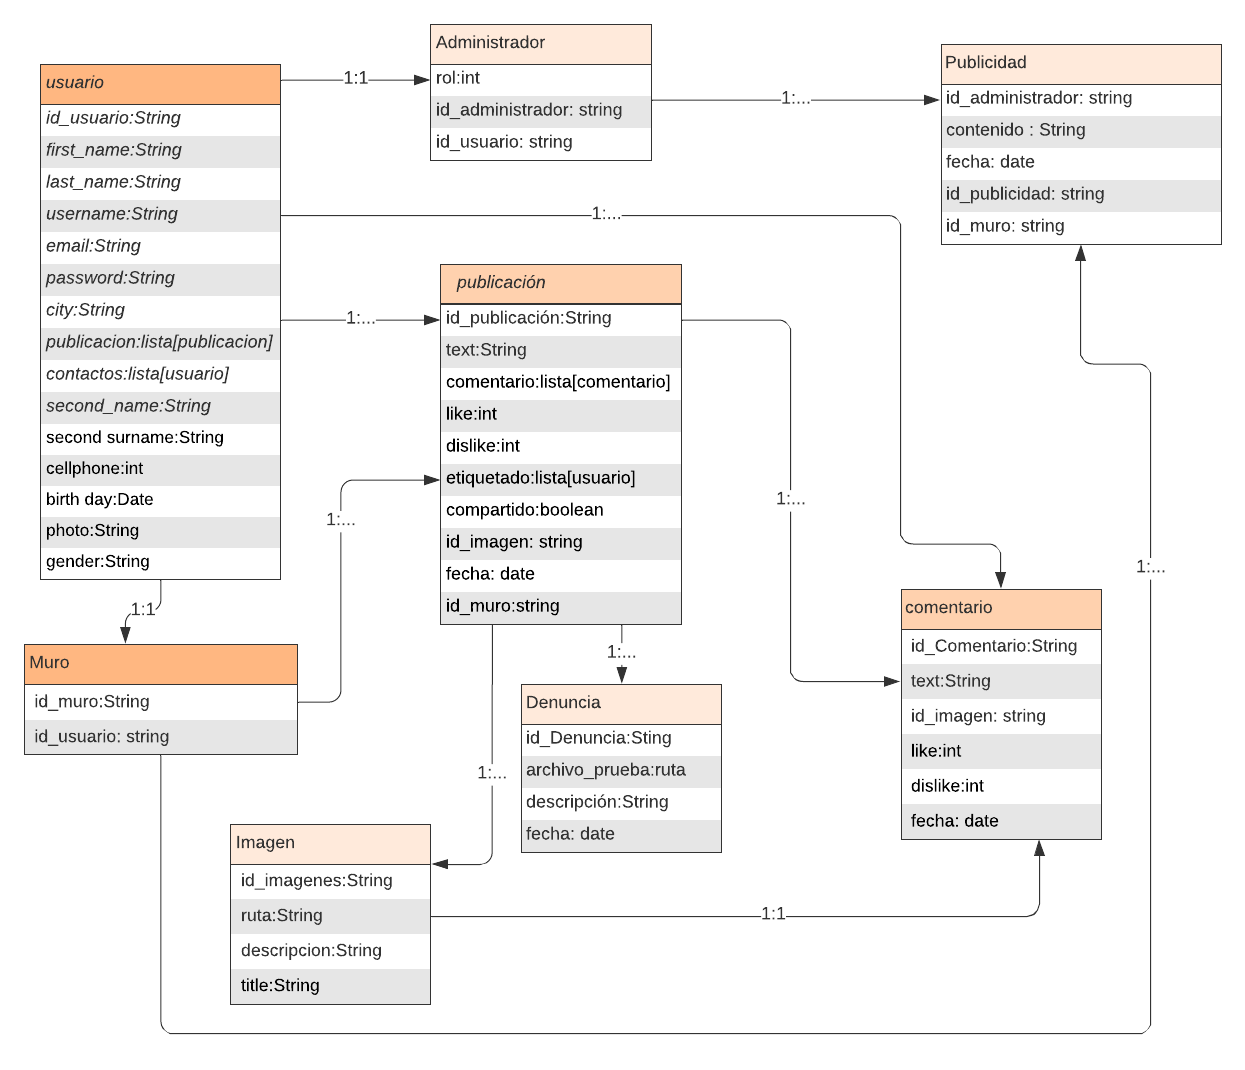 usuario
id_usuario:String
first_name:String
last_name:String
username:String
email:String
password:String
city:String
publicacion:lista[publicacion]
contactos:lista[usuario]
second_name:String
second surname:String
cellphone:int
birth day:Date
photo:String
gender:String
1:1
Administrador
rol:int
id_administrador: string
id_usuario: string
1:...
Publicidad
id_administrador: string
contenido : String
fecha: date
id_publicidad: string
id_muro: string
1:...
1:...
publicación
id_publicación:String
text:String
comentario:lista[comentario]
like:int
dislike:int
etiquetado:lista[usuario]
compartido:boolean
id_imagen: string
fecha: date
id_muro:string
1:...
1:...
1:...
1:1
Muro
id_muro:String
id_usuario: string
1:...
Denuncia
id_Denuncia:Sting
archivo_prueba:ruta
descripción:String
fecha: date
1:...
comentario
id_Comentario:String
text:String
id_imagen: string
like:int
dislike:int
fecha: date
Imagen
id_imagenes:String
ruta:String
descripcion:String
title:String
1:1